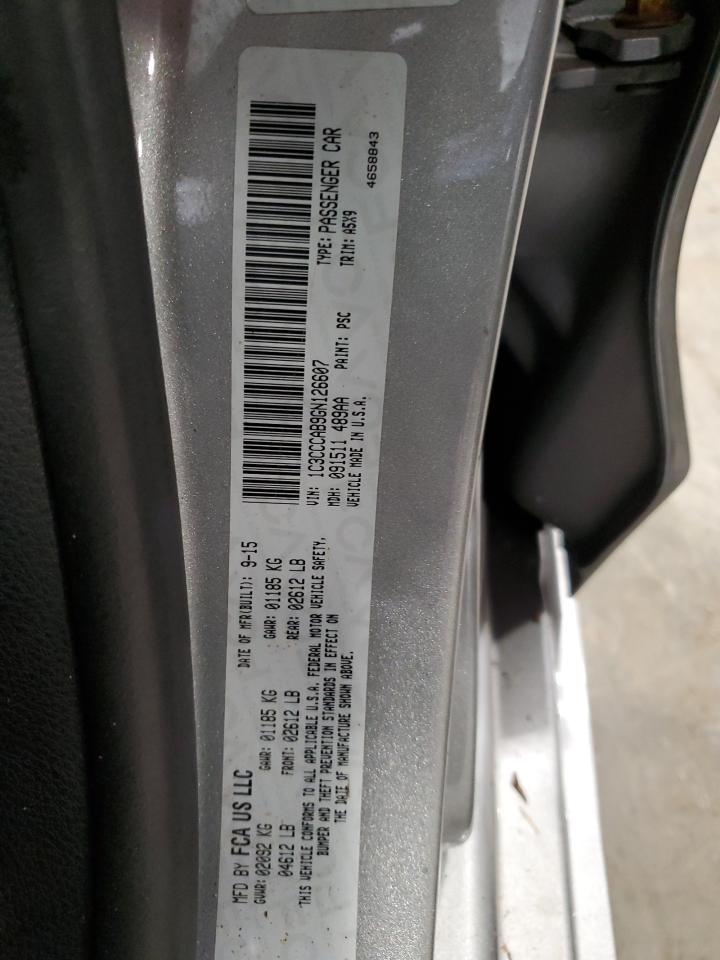 MFD BY FCA US LLC
DATE OF MFR(BUILT): 9-15
GVWR: 02092 KG
GAWR: 01185 KG
GAWR: 01185 KG
04612 LB
FRONT: 02612 LB
REAR: 02612 LB
THIS VEHICLE CONFORMS TO ALL APPLICABLE U.S.A. FEDERAL MOTOR VEHICLE SAFETY,
BUMPER AND THEFT PREVENTION STANDARDS IN EFFECT ON
THE DATE OF MANUFACTURE SHOWN ABOVE.
VIN: 1C3CCCAB9GN126607
TYPE: PASSENGER CAR
MDH: 091511 489AA
PAINT: PSC
TRIM: A5X9
VEHICLE MADE IN U.S.A.
4658843